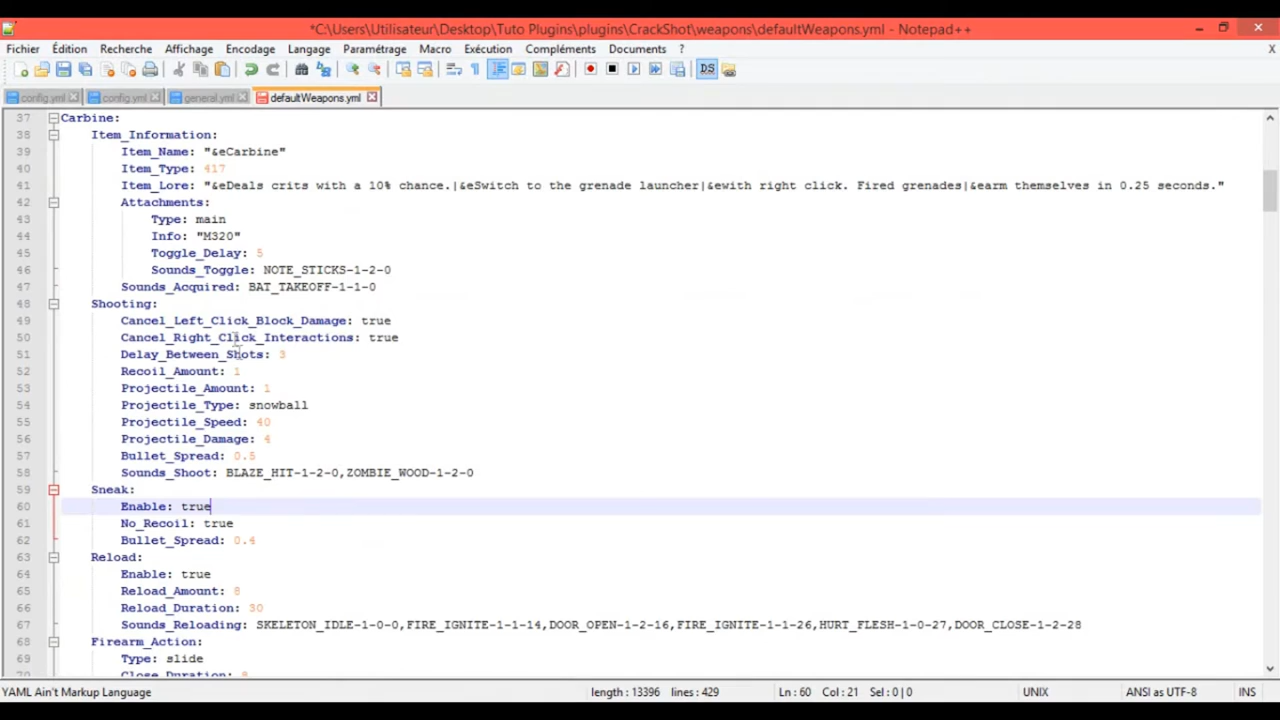 *C:\Users\Utilisateur\Desktop\Tuto Plugins\plugins\CrackShot\weapons\defaultWeapons.yml - Notepad++
Fichier Édition Recherche Affichage Encodage Langage Paramétrage Macro Exécution Compléments Documents ? X
config.yml config.yml general.yml defaultWeapons.yml
37 Carbine:
38 Item_Information:
39 Item_Name: "&eCarbine"
40 Item_Type: 417
41 Item_Lore: "&eDeals crits with a 10% chance.|&eSwitch to the grenade launcher|&ewith right click. Fired grenades|&earm themselves in 0.25 seconds."
42 Attachments:
43 Type: main
44 Info: "M320"
45 Toggle_Delay: 5
46 Sounds_Toggle: NOTE_STICKS-1-2-0
47 Sounds_Acquired: BAT_TAKEOFF-1-1-0
48 Shooting:
49 Cancel_Left_Click_Block_Damage: true
50 Cancel_Right_Click_Interactions: true
51 Delay_Between_Shots: 3
52 Recoil_Amount: 1
53 Projectile_Amount: 1
54 Projectile_Type: snowball
55 Projectile_Speed: 40
56 Projectile_Damage: 4
57 Bullet_Spread: 0.5
58 Sounds_Shoot: BLAZE_HIT-1-2-0,ZOMBIE_WOOD-1-2-0
59 Sneak:
60 Enable: true
61 No_Recoil: true
62 Bullet_Spread: 0.4
63 Reload:
64 Enable: true
65 Reload_Amount: 8
66 Reload_Duration: 30
67 Sounds_Reloading: SKELETON_IDLE-1-0-0,FIRE_IGNITE-1-1-14,DOOR_OPEN-1-2-16,FIRE_IGNITE-1-1-26,HURT_FLESH-1-0-27,DOOR_CLOSE-1-2-28
68 Firearm_Action:
69 Type: slide
70 Close_Duration: 8
YAML Ain't Markup Language length : 13396 lines : 429 Ln : 60 Col : 21 Sel : 0 | 0 UNIX ANSI as UTF-8 INS